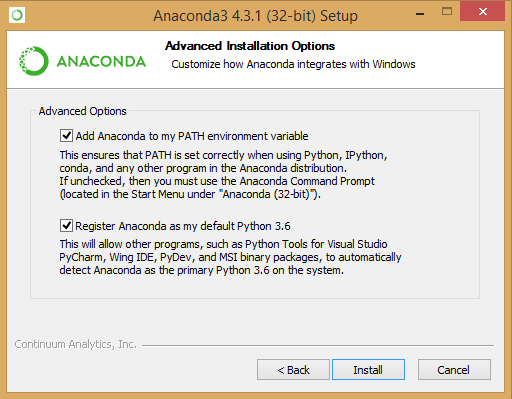 Anaconda3 4.3.1 (32-bit) Setup
ANACONDA
Advanced Installation Options
Customize how Anaconda integrates with Windows
Advanced Options
Add Anaconda to my PATH environment variable
This ensures that PATH is set correctly when using Python, IPython,
conda, and any other program in the Anaconda distribution.
If unchecked, then you must use the Anaconda Command Prompt
(located in the Start Menu under "Anaconda (32-bit)").
Register Anaconda as my default Python 3.6
This will allow other programs, such as Python Tools for Visual Studio
PyCharm, Wing IDE, PyDev, and MSI binary packages, to automatically
detect Anaconda as the primary Python 3.6 on the system.
Continuum Analytics, Inc.
< Back
Install
Cancel